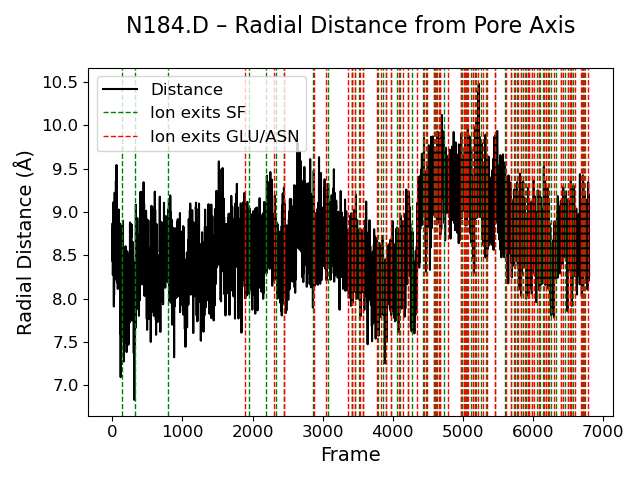 N184.D – Radial Distance from Pore Axis
Distance
Ion exits SF
Ion exits GLU/ASN
Radial Distance (Å)
10.5
10.0
9.5
9.0
8.5
8.0
7.5
7.0
0 1000 2000 3000 4000 5000 6000 7000
Frame